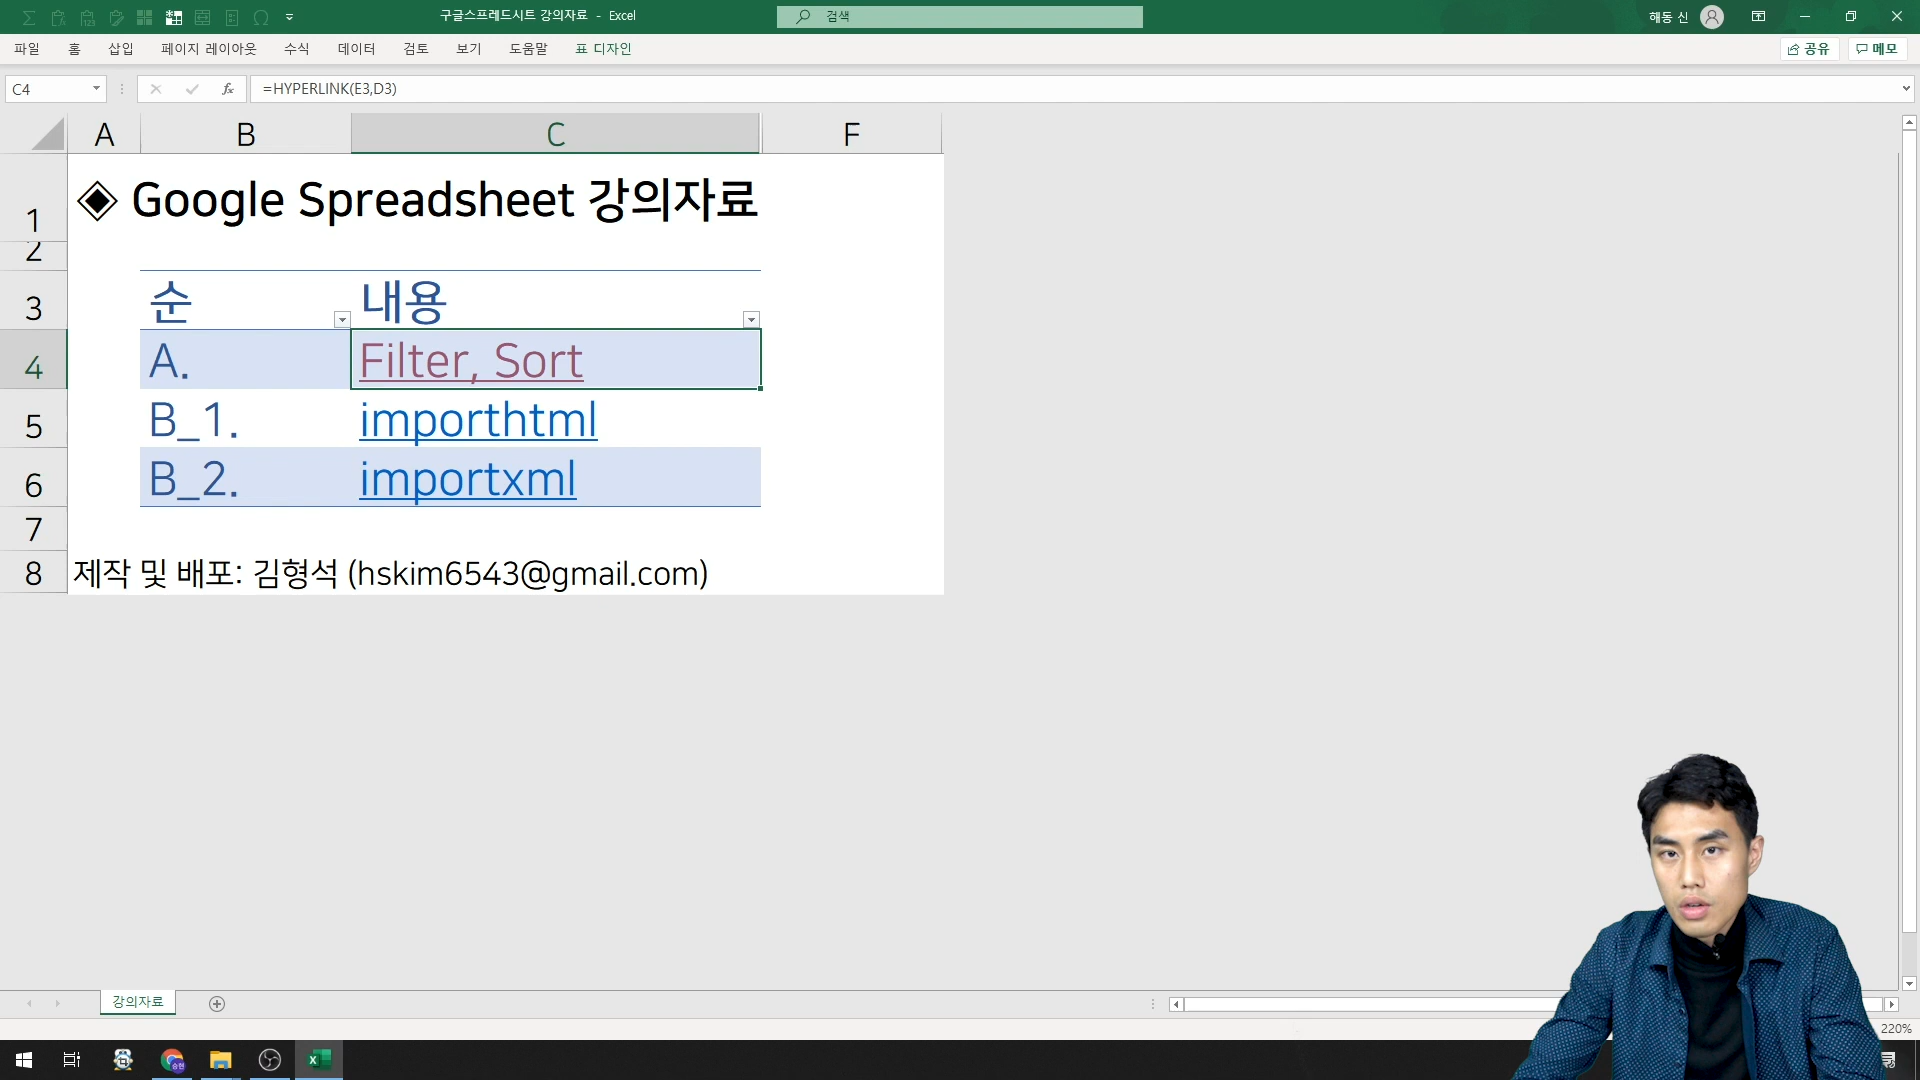 구글스프레드시트 강의자료 - Excel
검색
해동 신
파일 홈 삽입 페이지 레이아웃 수식 데이터 검토 보기 도움말 표 디자인
공유 메모
C4
fx
=HYPERLINK(E3,D3)
A B C F
1
◈ Google Spreadsheet 강의자료
2
3
순 내용
4
A. Filter, Sort
5
B_1. importhtml
6
B_2. importxml
7
8
제작 및 배포: 김형석 (hskim6543@gmail.com)
강의자료
220%